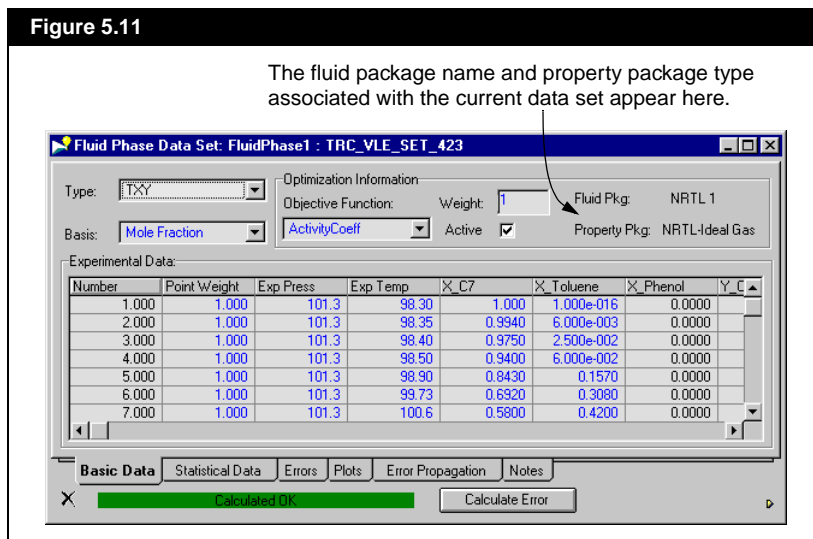 Figure 5.11
The fluid package name and property package type
associated with the current data set appear here.
Fluid Phase Data Set: FluidPhase1 : TRC_VLE_SET_423
Type: TXY
Basis: Mole Fraction
Optimization Information
Objective Function: Weight: 1
ActivityCoeff Active
Fluid Pkg: NRTL 1
Property Pkg: NRTL-Ideal Gas
Experimental Data:
Number Point Weight Exp Press Exp Temp X_C7 X_Toluene X_Phenol
1.000 1.000 101.3 98.30 1.000 1.000e-016 0.0000
2.000 1.000 101.3 98.35 0.9940 6.000e-003 0.0000
3.000 1.000 101.3 98.40 0.9750 2.500e-002 0.0000
4.000 1.000 101.3 98.50 0.9400 6.000e-002 0.0000
5.000 1.000 101.3 98.90 0.8430 0.1570 0.0000
6.000 1.000 101.3 99.73 0.6920 0.3080 0.0000
7.000 1.000 101.3 100.6 0.5800 0.4200 0.0000
Basic Data Statistical Data Errors Plots Error Propagation Notes
Calculated OK Calculate Error